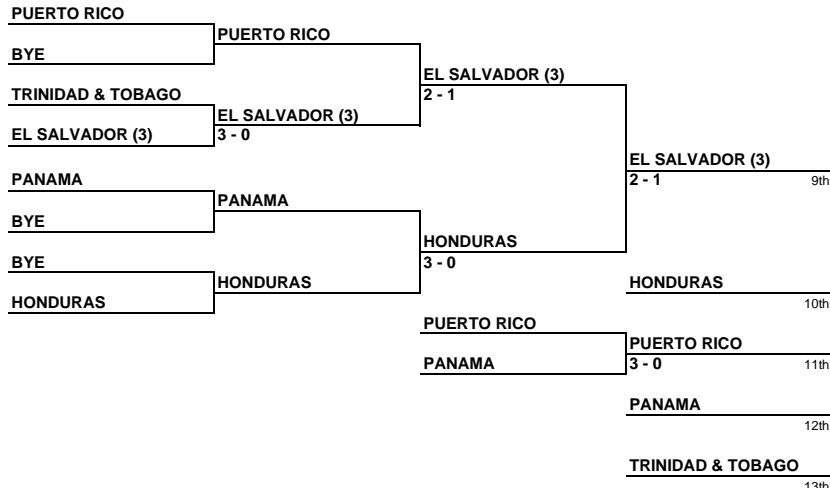 PUERTO RICO
PUERTO RICO
BYE
EL SALVADOR (3)
TRINIDAD & TOBAGO
2 - 1
EL SALVADOR (3)
EL SALVADOR (3)
3 - 0
EL SALVADOR (3)
PANAMA
2 - 1
9th
PANAMA
BYE
HONDURAS
BYE
3 - 0
HONDURAS
HONDURAS
HONDURAS
10th
PUERTO RICO
PUERTO RICO
PANAMA
3 - 0
11th
PANAMA
12th
TRINIDAD & TOBAGO
13th